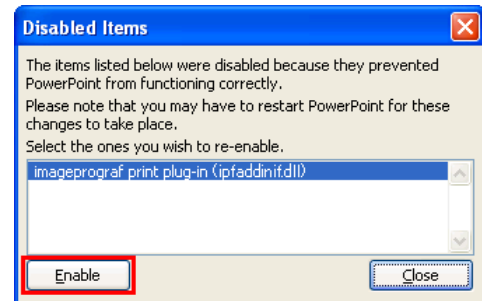 Disabled Items
The items listed below were disabled because they prevented
PowerPoint from functioning correctly.
Please note that you may have to restart PowerPoint for these
changes to take place.
Select the ones you wish to re-enable.
imageprograf print plug-in (ipfaddinif.dll)
Enable Close